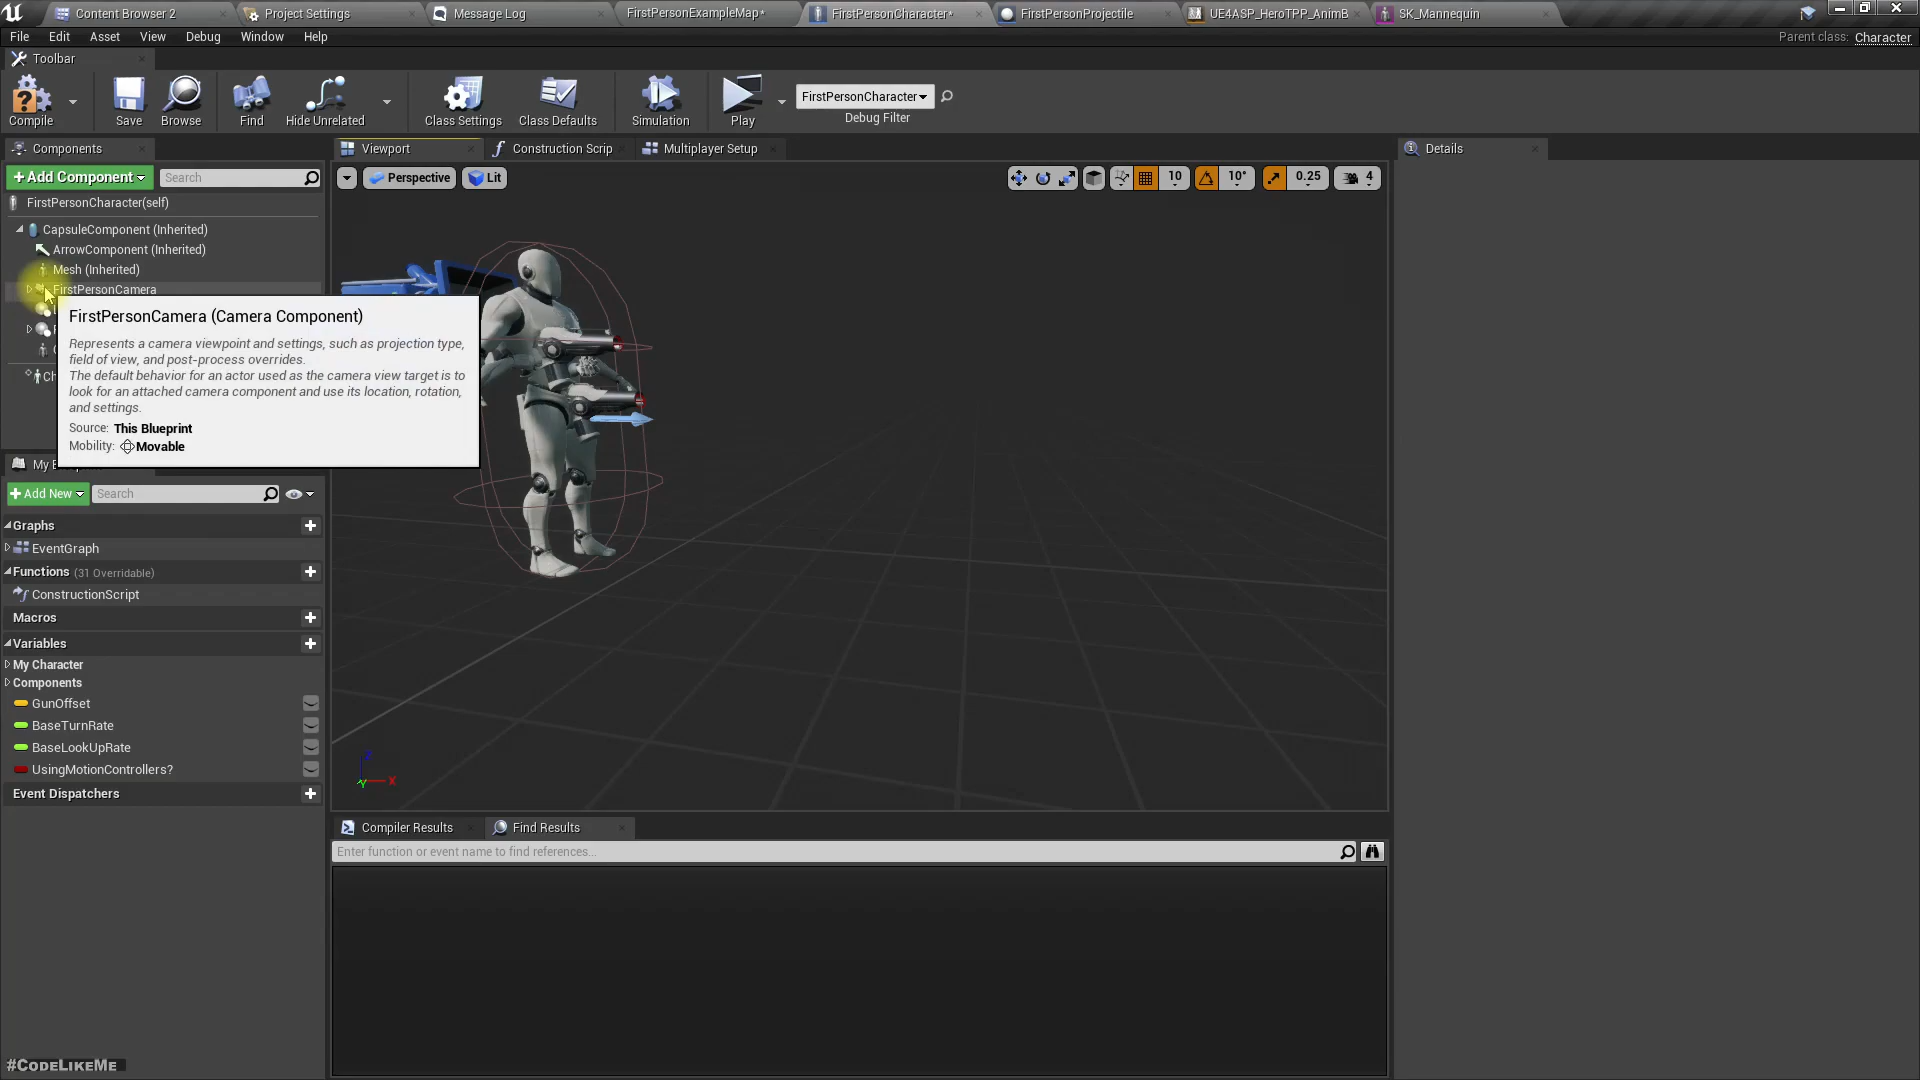 Content Browser 2
Project Settings
Message Log
FirstPersonExampleMap*
FirstPersonCharacter*
FirstPersonProjectile
UE4ASP_HeroTPP_AnimB
SK_Mannequin
File
Edit
Asset
View
Debug
Window
Help
Parent class: Character
Toolbar
Compile
Save
Browse
Find
Hide Unrelated
Class Settings
Class Defaults
Simulation
Play
FirstPersonCharacter
Debug Filter
Components
Viewport
Construction Scrip
Multiplayer Setup
Details
+Add Component
Search
Perspective
Lit
10
10°
0.25
4
FirstPersonCharacter(self)
CapsuleComponent (Inherited)
ArrowComponent (Inherited)
Mesh (Inherited)
FirstPersonCamera
Ch
FirstPersonCamera (Camera Component)
Represents a camera viewpoint and settings, such as projection type,
field of view, and post-process overrides.
The default behavior for an actor used as the camera view target is to
look for an attached camera component and use its location, rotation,
and settings.
Source: This Blueprint
Mobility: Movable
My
+Add New
Search
Graphs
EventGraph
Functions (31 Overridable)
ConstructionScript
Macros
Variables
My Character
Components
GunOffset
BaseTurnRate
BaseLookUpRate
UsingMotionControllers?
Event Dispatchers
Z
X
Y
Compiler Results
Find Results
Enter function or event name to find references...
#CodeLikeMe